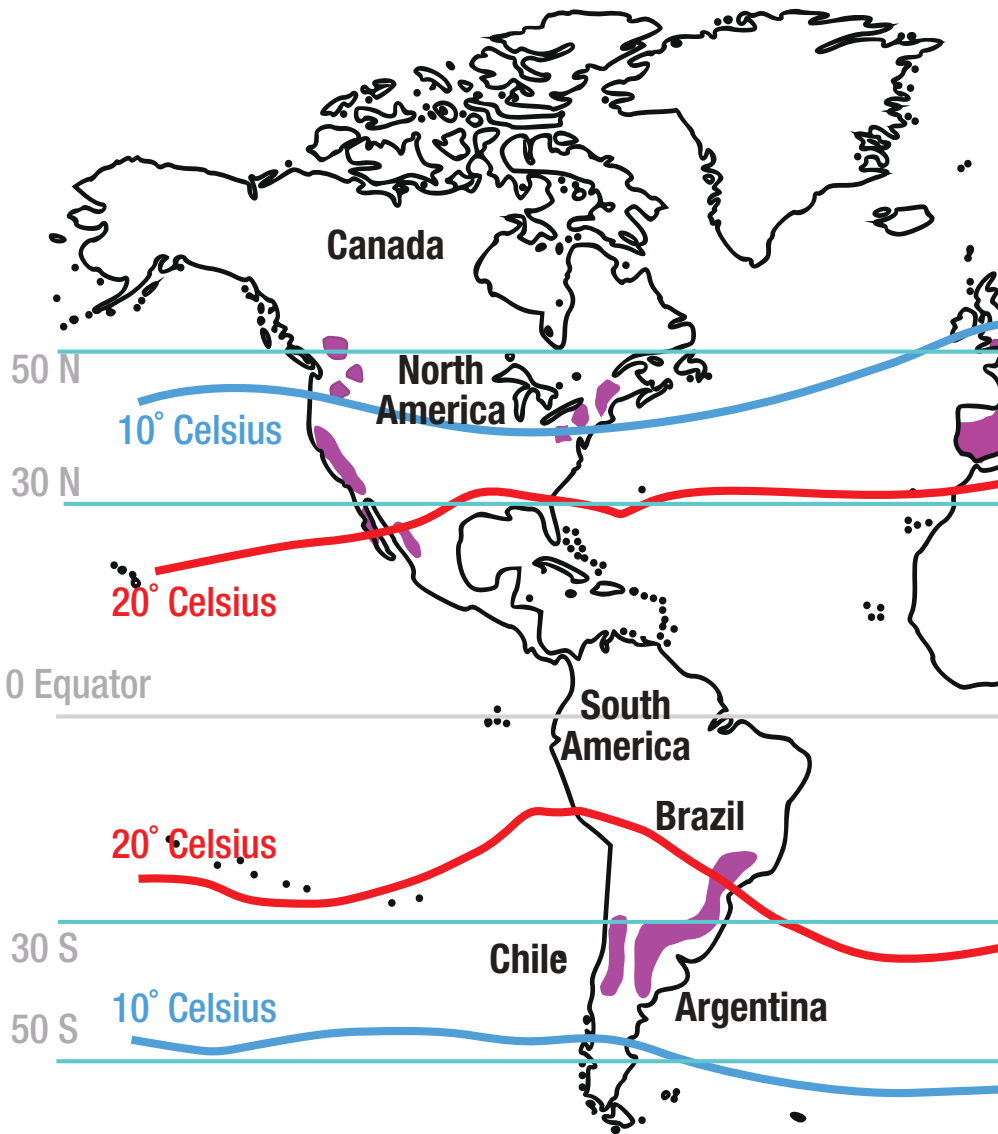 Canada
50 N
North
America
10° Celsius
30 N
20° Celsius
0 Equator
South
America
Brazil
20° Celsius
30 S
Chile
10° Celsius
Argentina
50 S